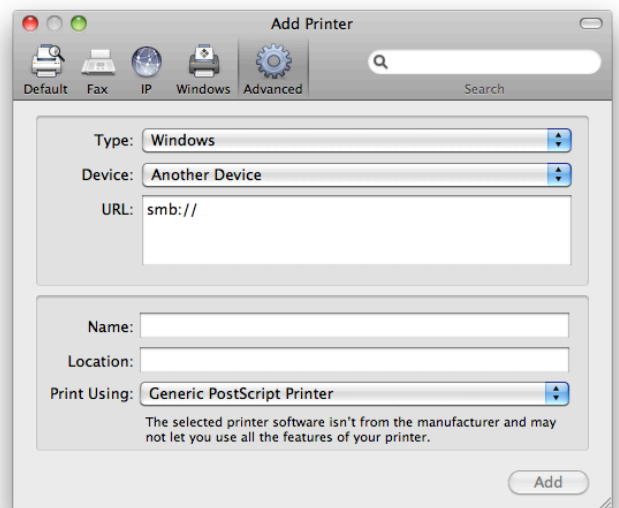 Add Printer
Default Fax IP Windows Advanced Search
Type: Windows
Device: Another Device
URL: smb://
Name:
Location:
Print Using: Generic PostScript Printer
The selected printer software isn't from the manufacturer and may
not let you use all the features of your printer.
Add